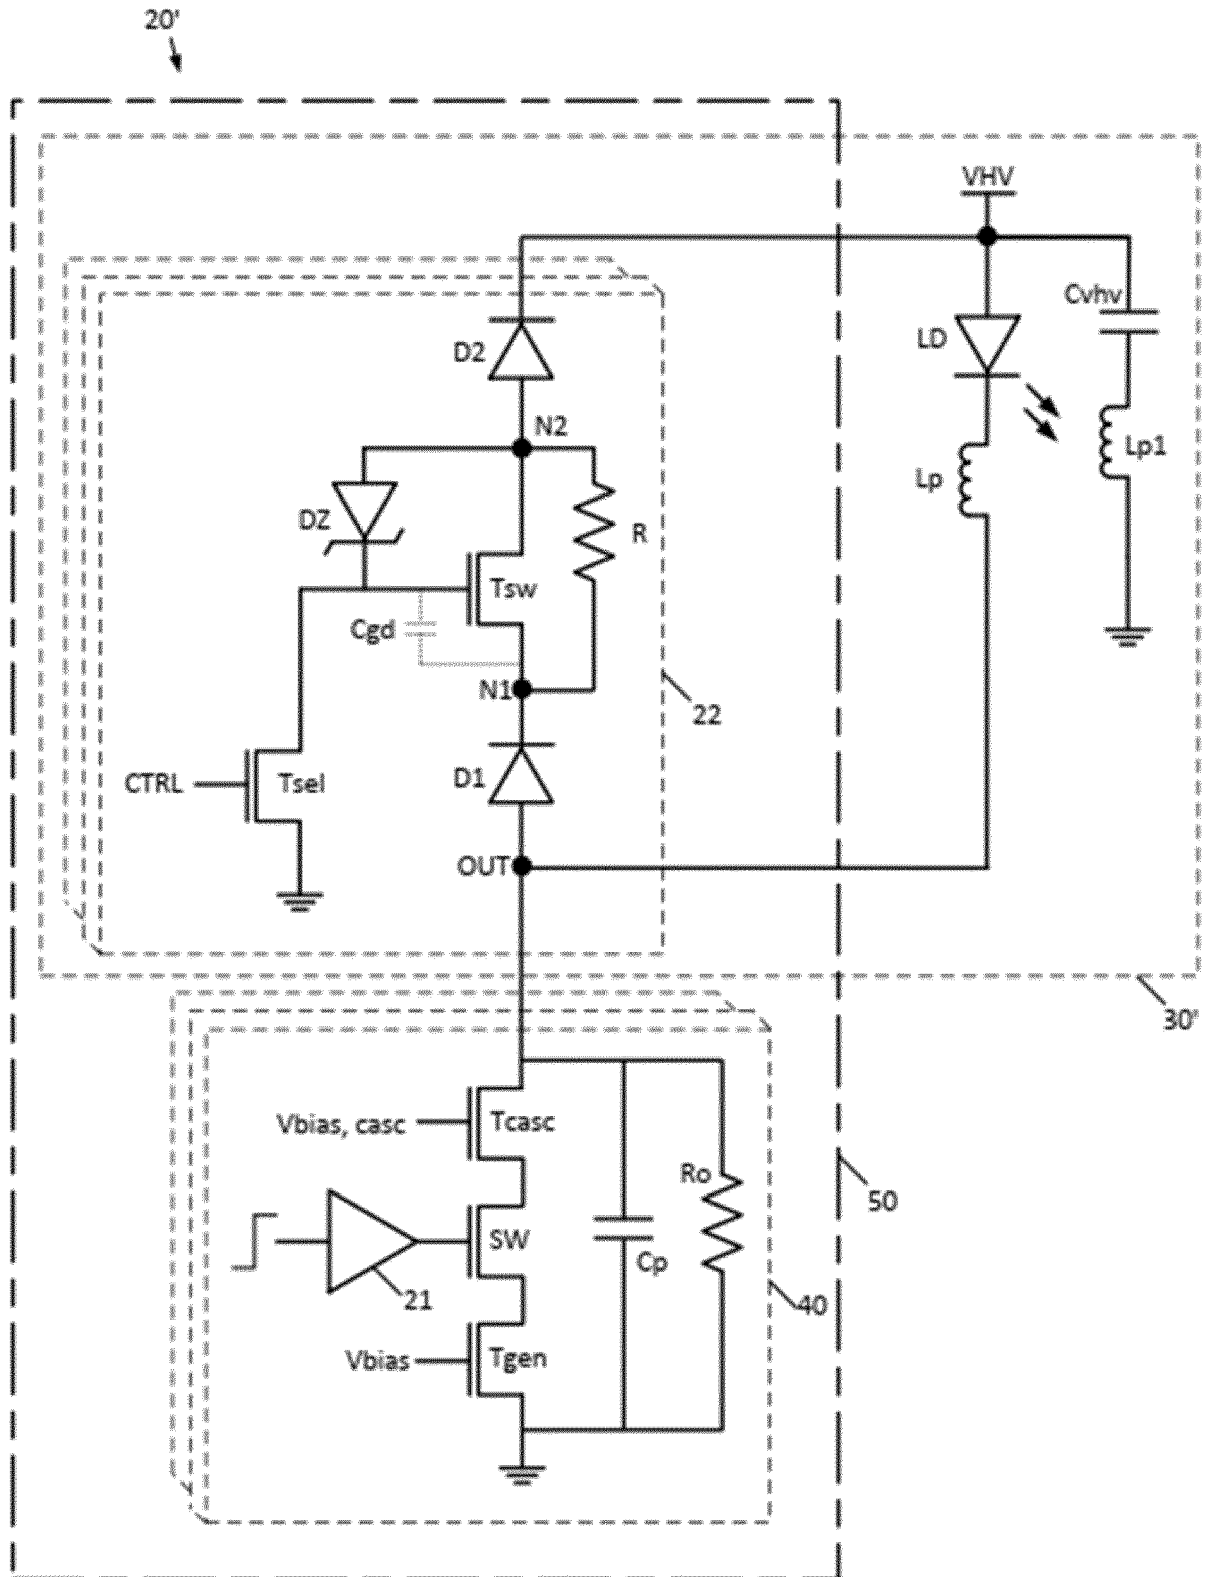 20'
VHV
Cvhv
LD
D2
N2
Lp1
Lp
DZ
R
Tsw
Cgd
N1
22
CTRL
Tsel
D1
OUT
30'
Vbias, casc
Tcasc
Ro
50
SW
Cp
21
40
Vbias
Tgen